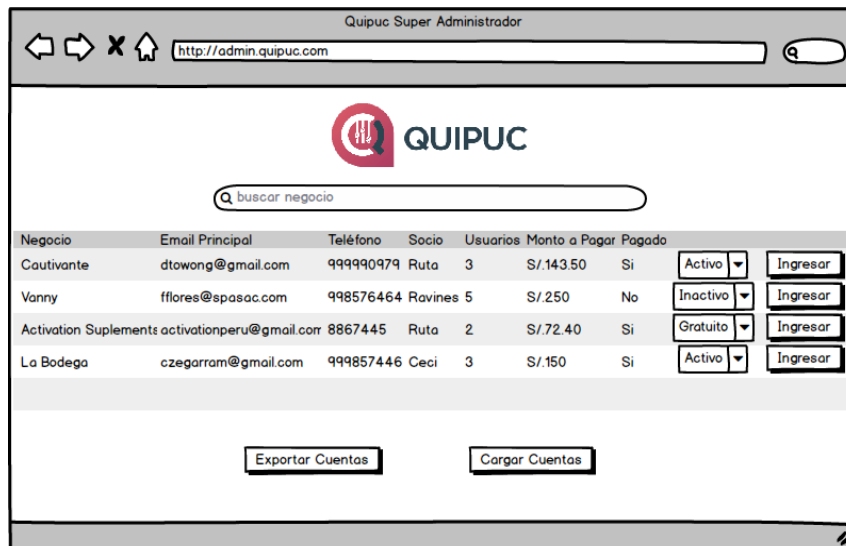 Quipuc Super Administrador
http://admin.quipuc.com
QUIPUC
buscar negocio
Negocio Email Principal Teléfono Socio Usuarios Monto a Pagar Pagado
Cautivante dtowong@gmail.com 999990979 Ruta 3 S/.143.50 Si Activo Ingresar
Vanny fflores@spasac.com 998576464 Ravines 5 S/.250 No Inactivo Ingresar
Activation Suplements activationperu@gmail.com 8867445 Ruta 2 S/.72.40 Si Gratuito Ingresar
La Bodega czegarram@gmail.com 999857446 Ceci 3 S/.150 Si Activo Ingresar
Exportar Cuentas Cargar Cuentas